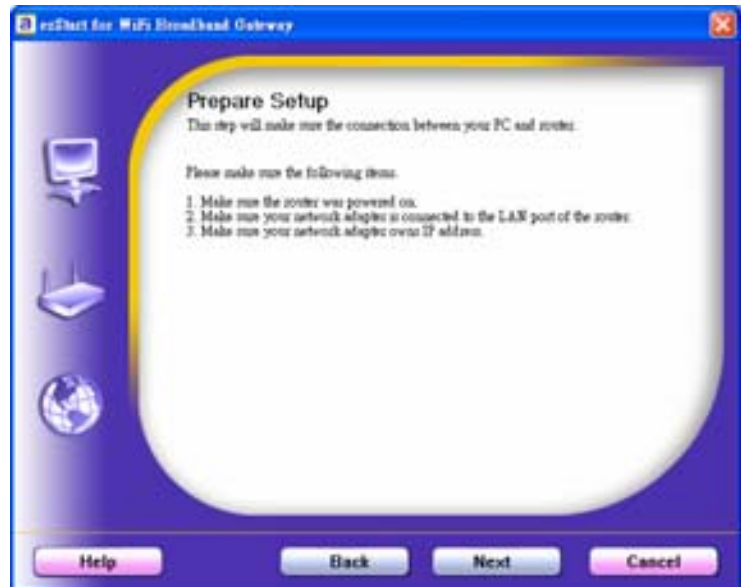 ezStart for WiFi Broadband Gateway
Prepare Setup
This step will make sure the connection between your PC and router.
Please make sure the following items.
1. Make sure the router was powered on.
2. Make sure your network adapter is connected to the LAN port of the router.
3. Make sure your network adapter owns IP address.
Help
Back
Next
Cancel